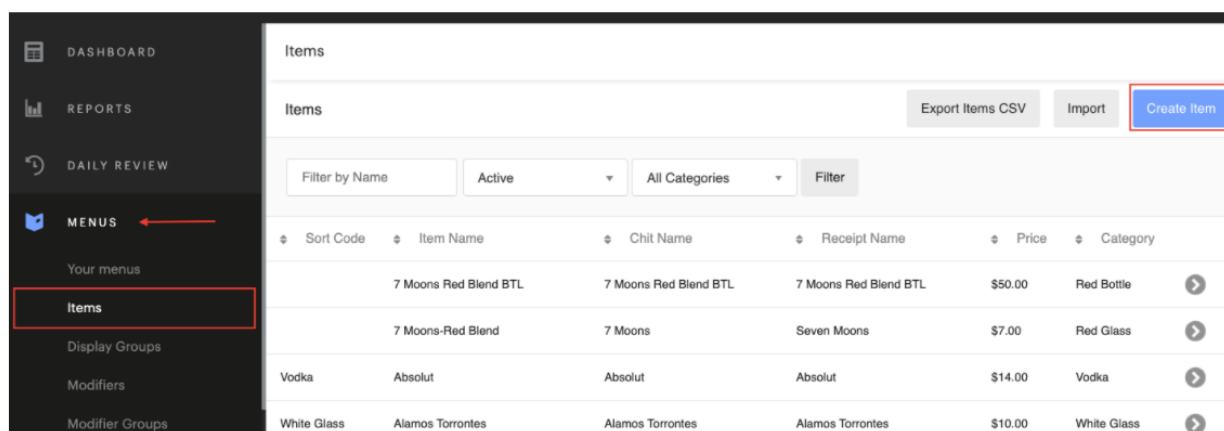 DASHBOARD
REPORTS
DAILY REVIEW
MENUS
Your menus
Items
Display Groups
Modifiers
Modifier Groups
Items
Items Export Items CSV Import Create Item
Filter by Name Active All Categories Filter
Sort Code Item Name Chit Name Receipt Name Price Category
7 Moons Red Blend BTL 7 Moons Red Blend BTL 7 Moons Red Blend BTL $50.00 Red Bottle
7 Moons-Red Blend 7 Moons Seven Moons $7.00 Red Glass
Vodka Absolut Absolut Absolut $14.00 Vodka
White Glass Alamos Torrontes Alamos Torrontes Alamos Torrontes $10.00 White Glass